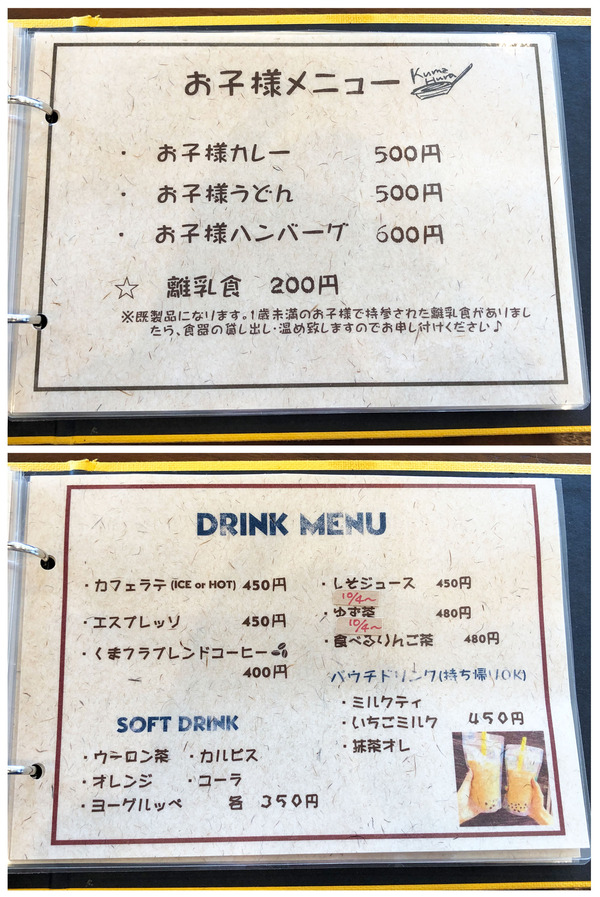 お子様メニュー
Kuma
Hura
・ お子様カレー 500円
・ お子様うどん 500円
・ お子様ハンバーグ 600円
☆ 離乳食 200円
※既製品になります。1歳未満のお子様で持参された離乳食がありまし
たら、食器の貸し出し・温め致しますのでお申し付けください♪
DRINK MENU
・カフェラテ(ICE or HOT) 450円
・エスプレッソ 450円
・くまフラブレンドコーヒー
400円
・しそジュース 450円
10/4～
・ゆず茶 480円
10/4～
・食べるりんご茶 480円
パウチドリンク(持ち帰りOK)
・ミルクティ
・いちごミルク 450円
・抹茶オレ
SOFT DRINK
・ウーロン茶 ・カルピス
・オレンジ ・コーラ
・ヨーグルッペ 各 350円